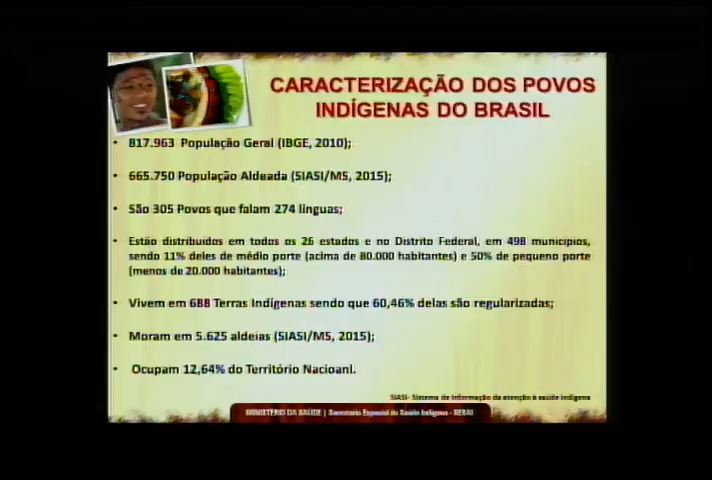 CARACTERIZAÇÃO DOS POVOS
INDÍGENAS DO BRASIL
• 817.963 População Geral (IBGE, 2010);
• 665.750 População Aldeada (SIASI/MS, 2015);
• São 305 Povos que falam 274 línguas;
• Estão distribuídos em todos os 26 estados e no Distrito Federal, em 498 municípios,
sendo 11% deles de médio porte (acima de 80.000 habitantes) e 50% de pequeno porte
(menos de 20.000 habitantes);
• Vivem em 688 Terras Indígenas sendo que 60,46% delas são regularizadas;
• Moram em 5.625 aldeias (SIASI/MS, 2015);
• Ocupam 12,64% do Território Nacioanl.
SIASI- Sistema de informação da atenção à saúde indígena
MINISTÉRIO DA SAÚDE | Secretaria Especial de Saúde Indígena - SESAI